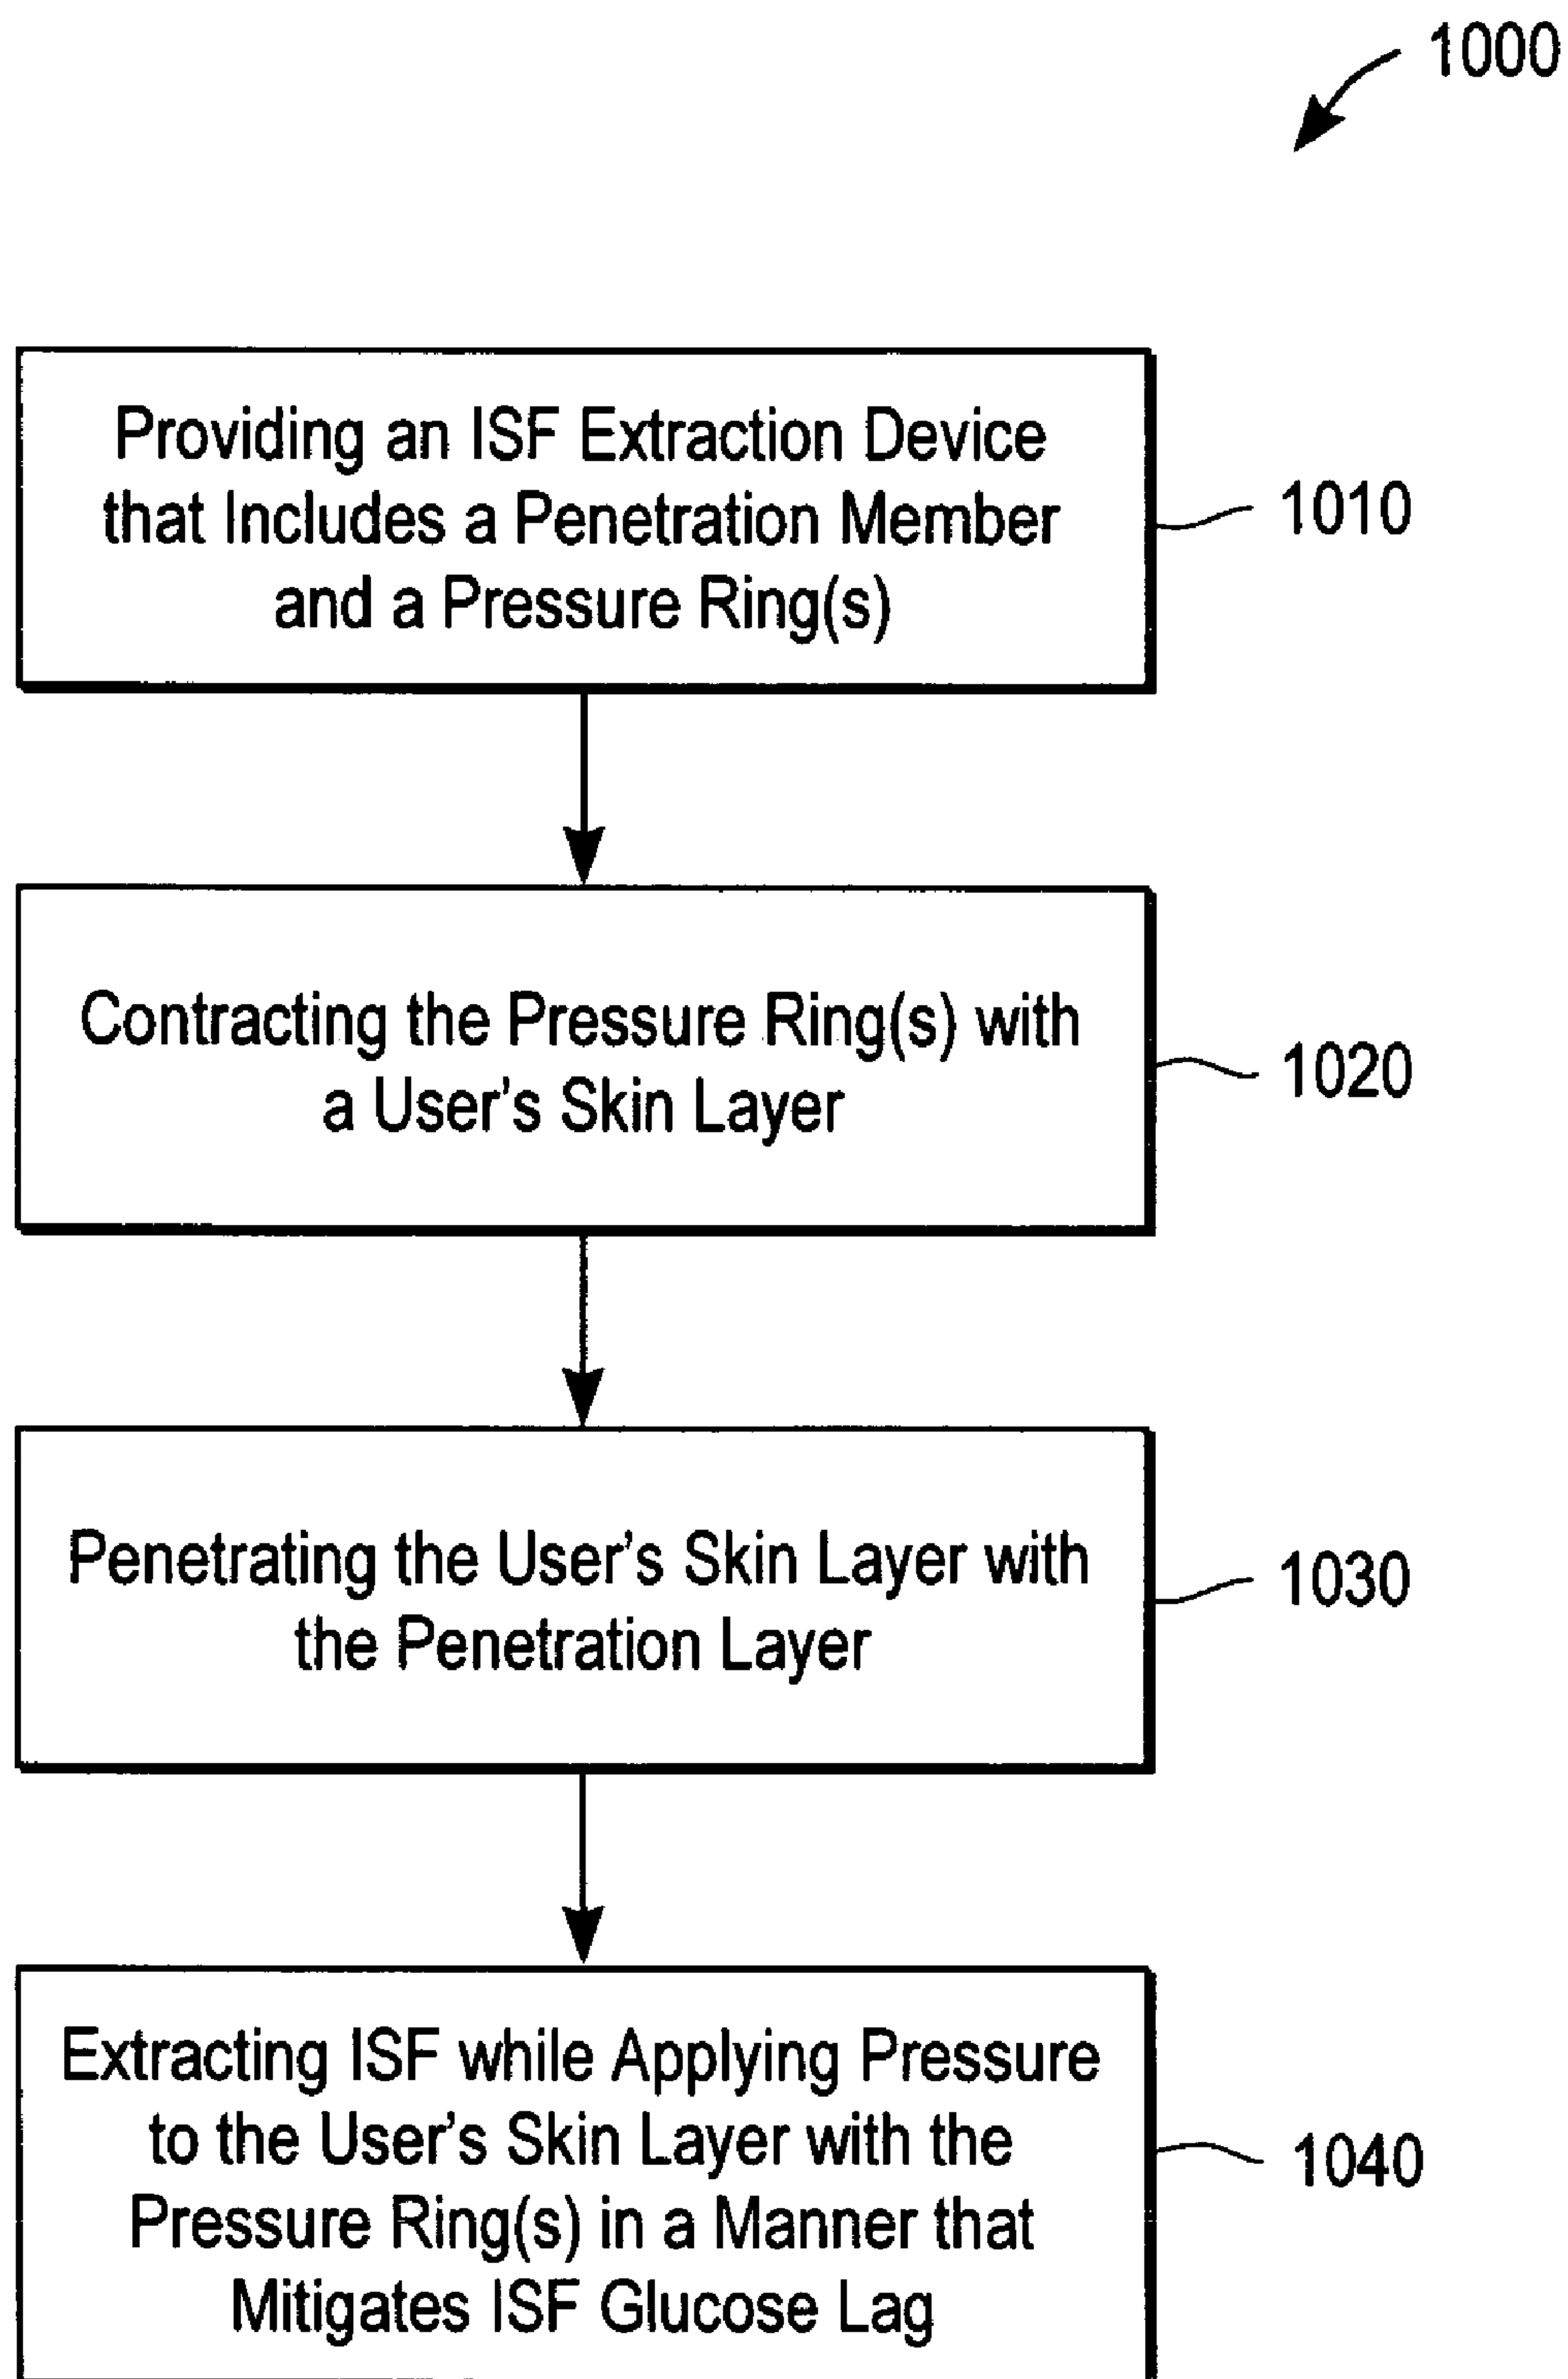 1000
Providing an ISF Extraction Device
that Includes a Penetration Member
and a Pressure Ring(s)
1010
Contracting the Pressure Ring(s) with
a User's Skin Layer
1020
Penetrating the User's Skin Layer with
the Penetration Layer
1030
Extracting ISF while Applying Pressure
to the User's Skin Layer with the
Pressure Ring(s) in a Manner that
Mitigates ISF Glucose Lag
1040